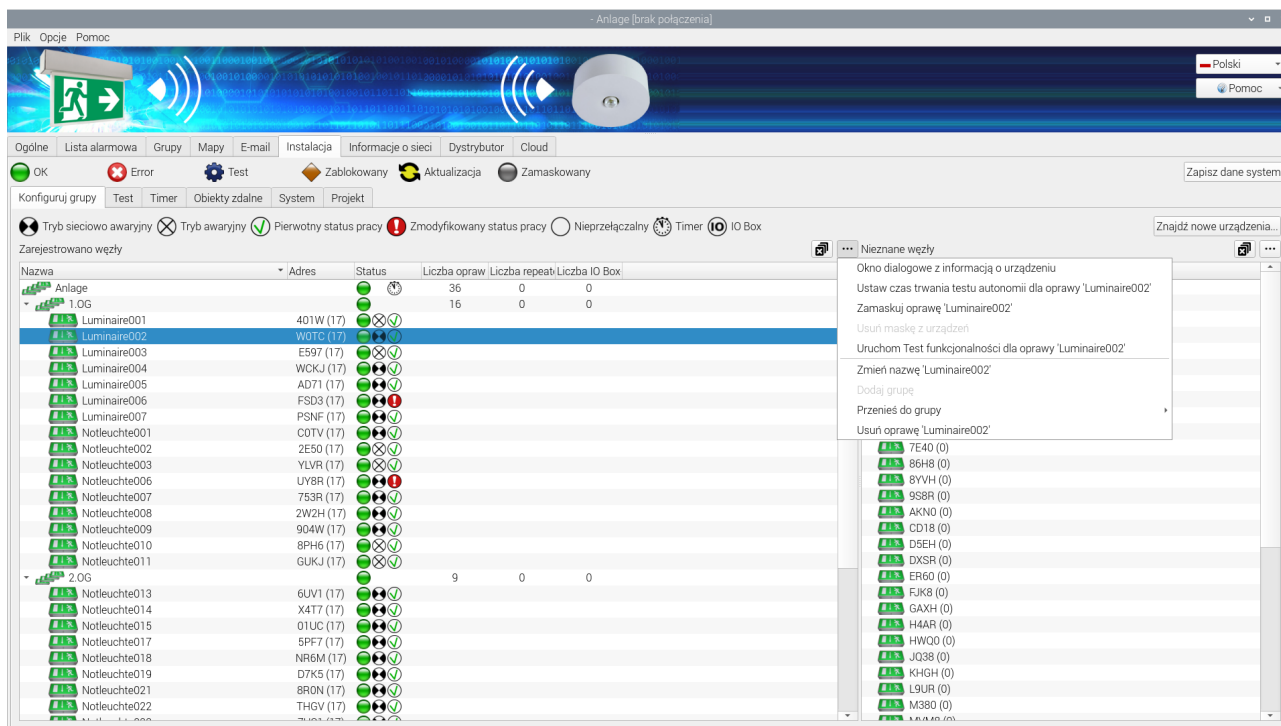 - Anlage [brak połączenia]
Plik Opcje Pomoc
Polski
Pomoc
Ogólne Lista alarmowa Grupy Mapy E-mail Instalacja Informacje o sieci Dystrybutor Cloud
OK Error Test Zablokowany Aktualizacja Zamaskowany Zapisz dane system
Konfiguruj grupy Test Timer Obiekty zdalne System Projekt
Tryb sieciowo awaryjny Tryb awaryjny Pierwotny status pracy Zmodyfikowany status pracy Nieprzełączalny Timer IO IO Box Znajdź nowe urządzenia...
Zarejestrowano węzły ... Nieznane węzły ...
Nazwa Adres Status Liczba opraw Liczba repeat Liczba IO Box
Okno dialogowe z informacją o urządzeniu
Ustaw czas trwania testu autonomii dla oprawy 'Luminaire002'
Zamaskuj oprawę 'Luminaire002'
Usuń maskę z urządzeń
Uruchom Test funkcjonalności dla oprawy 'Luminaire002'
Zmień nazwę 'Luminaire002'
Dodaj grupę
Przenieś do grupy
Usuń oprawę 'Luminaire002'
Anlage 36 0 0
1.OG 16 0 0
Luminaire001 401W (17)
Luminaire002 W0TC (17)
Luminaire003 E597 (17)
Luminaire004 WCKJ (17)
Luminaire005 AD71 (17)
Luminaire006 FSD3 (17)
Luminaire007 PSNF (17)
Notleuchte001 C0TV (17)
Notleuchte002 2E50 (17) 7E40 (0)
Notleuchte003 YLVR (17) 86H8 (0)
Notleuchte006 UY8R (17) 8YVH (0)
Notleuchte007 753R (17) 9S8R (0)
Notleuchte008 2W2H (17) AKN0 (0)
Notleuchte009 904W (17) CD18 (0)
Notleuchte010 8PH6 (17) D5EH (0)
Notleuchte011 GUKJ (17) DXSR (0)
2.OG 9 0 0 ER60 (0)
Notleuchte013 6UV1 (17) FJK8 (0)
Notleuchte014 X4T7 (17) GAXH (0)
Notleuchte015 01UC (17) H4AR (0)
Notleuchte017 5PF7 (17) HWQ0 (0)
Notleuchte018 NR6M (17) JQ38 (0)
Notleuchte019 D7K5 (17) KHGH (0)
Notleuchte021 8R0N (17) L9UR (0)
Notleuchte022 THGV (17) M380 (0)